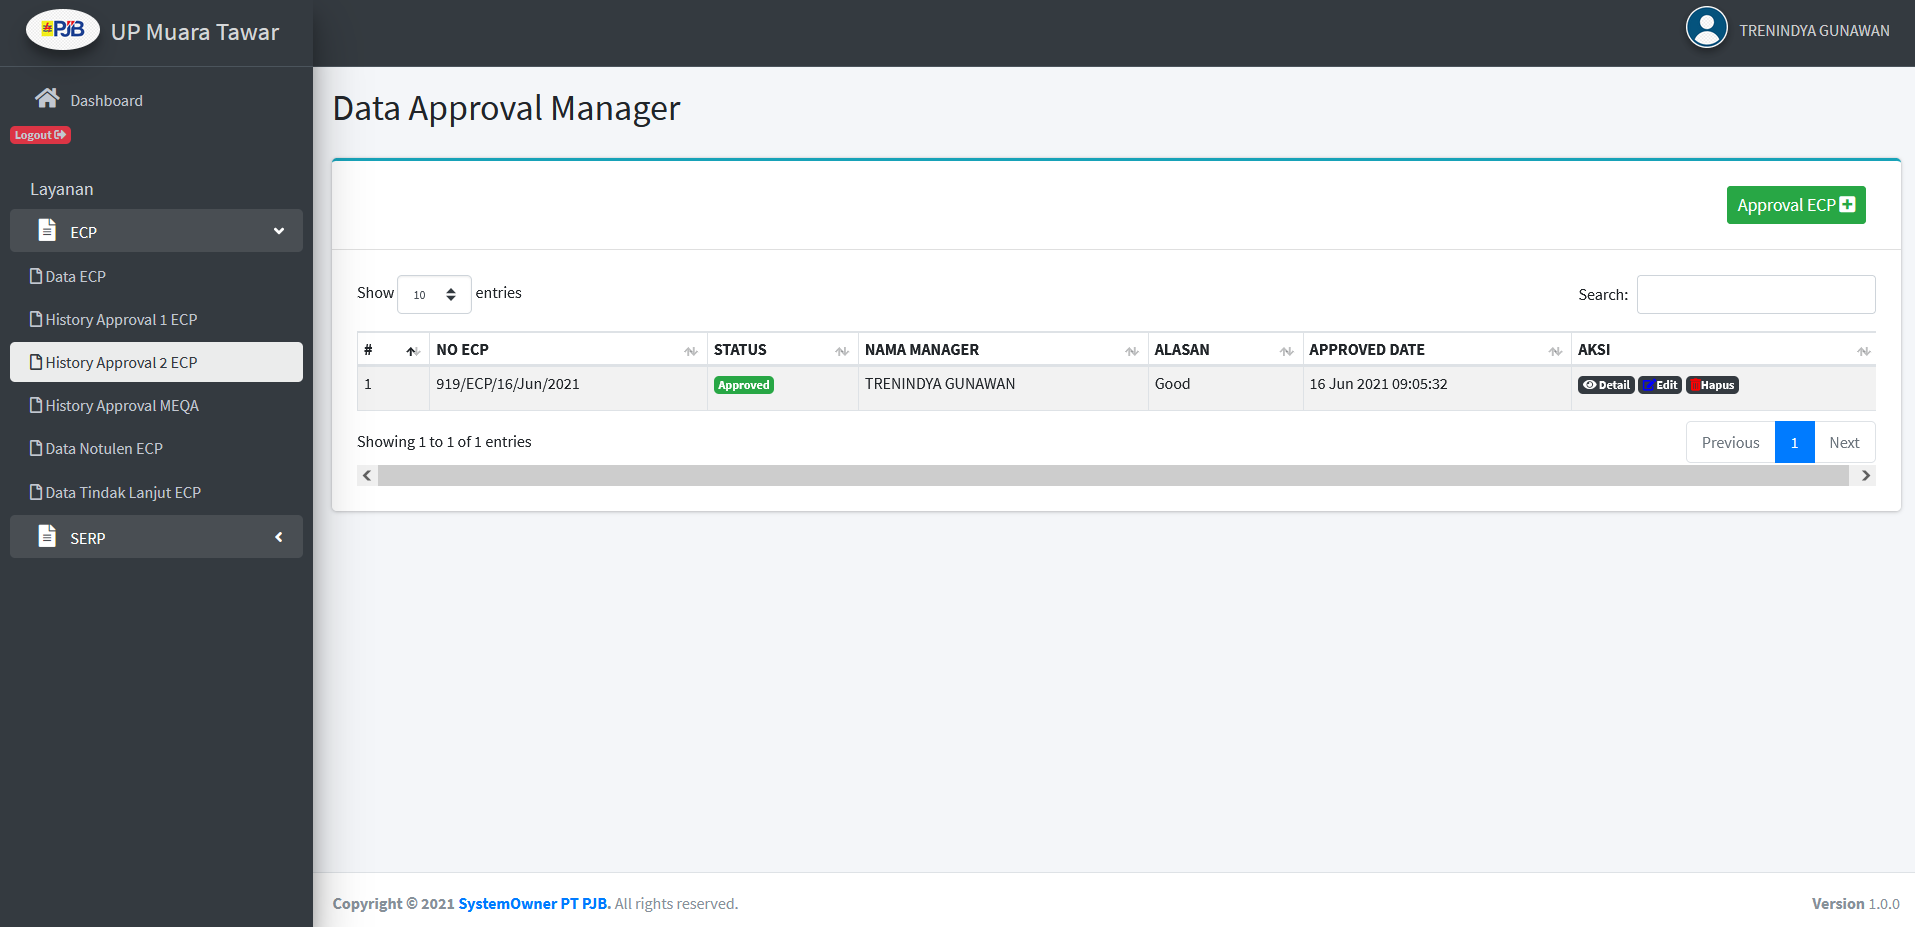 PJB UP Muara Tawar
TRENINDYA GUNAWAN
Dashboard
Logout
Layanan
ECP
Data ECP
History Approval 1 ECP
History Approval 2 ECP
History Approval MEQA
Data Notulen ECP
Data Tindak Lanjut ECP
SERP
Data Approval Manager
Approval ECP
Show 10 entries
Search:
# NO ECP STATUS NAMA MANAGER ALASAN APPROVED DATE AKSI
1 919/ECP/16/Jun/2021 Approved TRENINDYA GUNAWAN Good 16 Jun 2021 09:05:32 Detail Edit Hapus
Showing 1 to 1 of 1 entries
Previous 1 Next
Copyright © 2021 SystemOwner PT PJB. All rights reserved.
Version 1.0.0